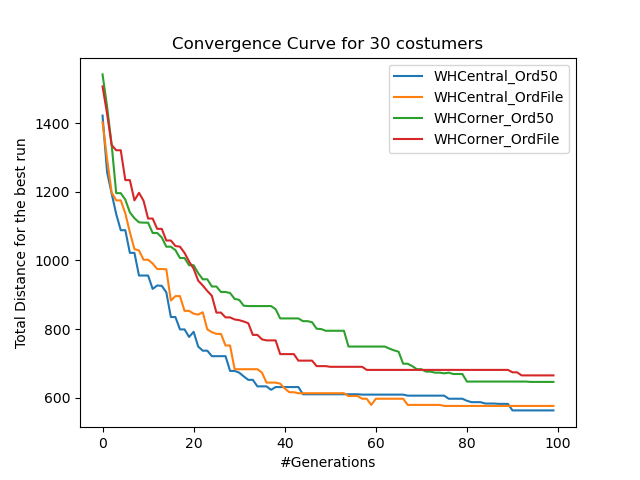 Convergence Curve for 30 costumers
WHCentral_Ord50
WHCentral_OrdFile
WHCorner_Ord50
WHCorner_OrdFile
Total Distance for the best run
1400
1200
1000
800
600
0 20 40 60 80 100
#Generations